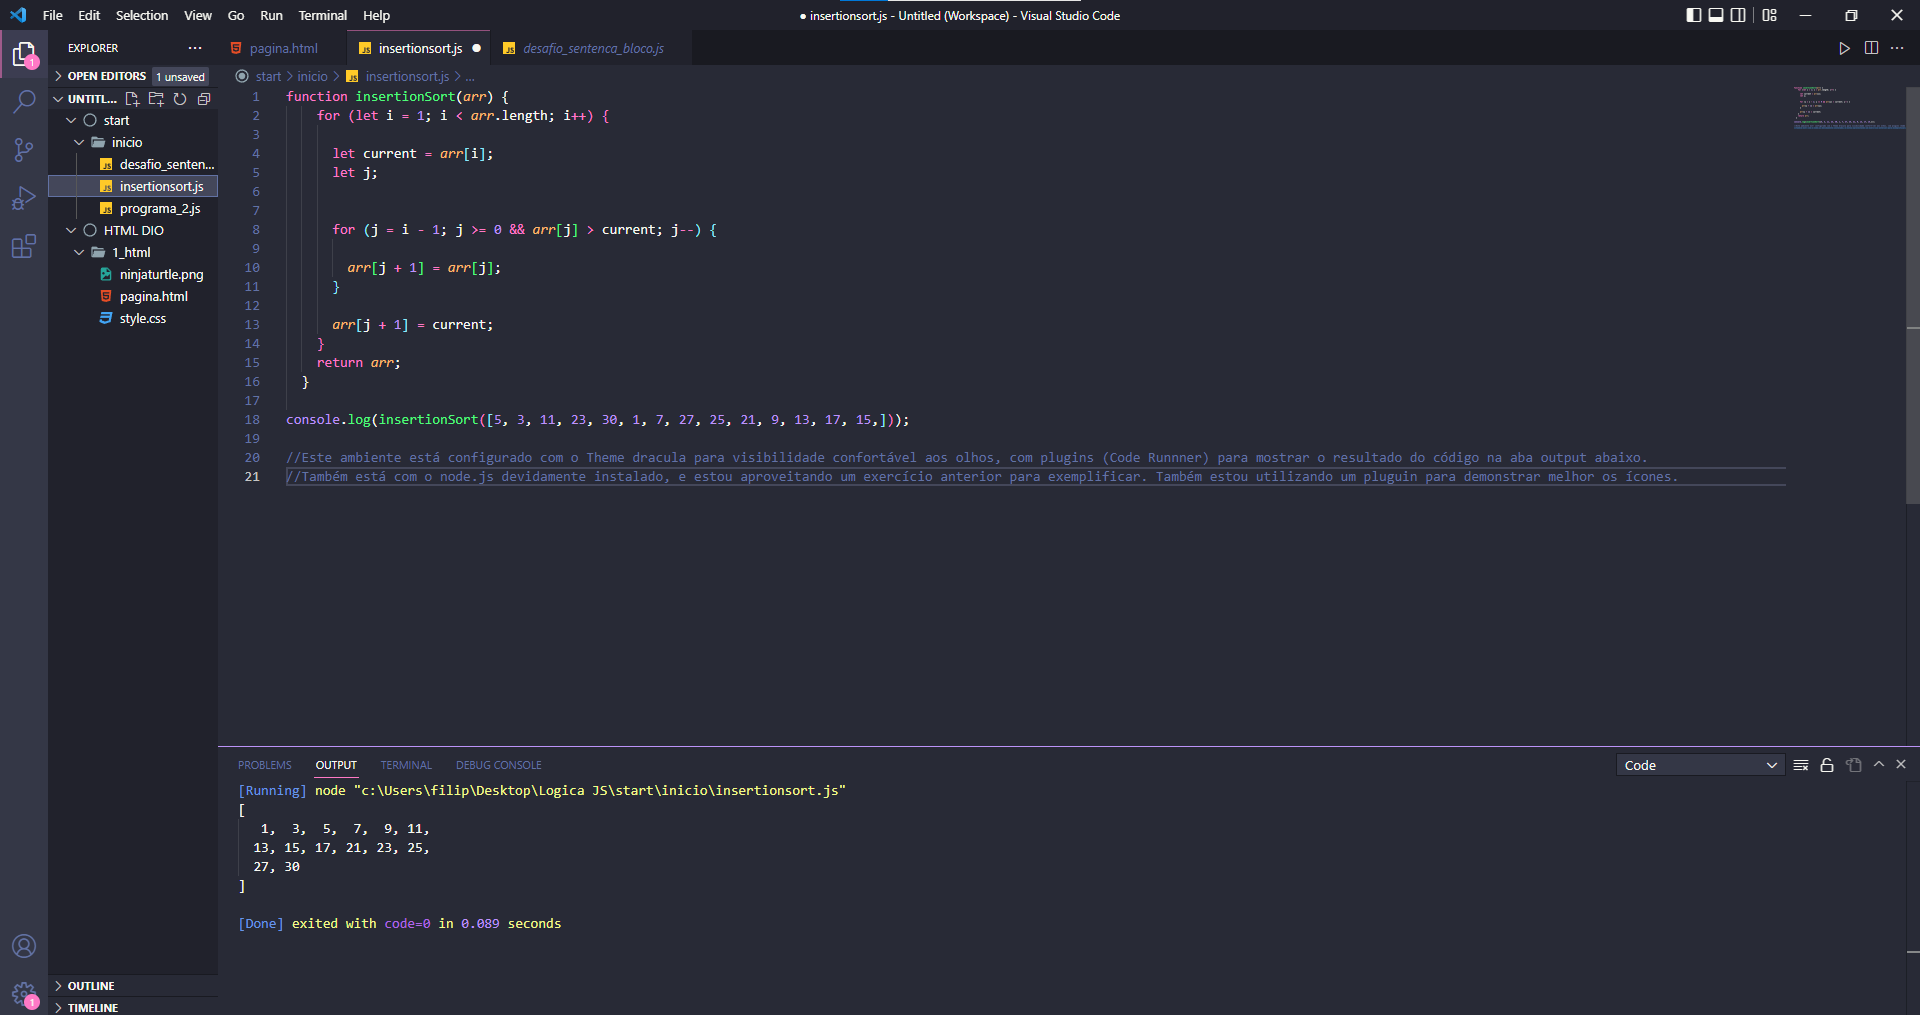 File Edit Selection View Go Run Terminal Help
● insertionsort.js - Untitled (Workspace) - Visual Studio Code
EXPLORER
pagina.html
insertionsort.js
desafio_sentenca_bloco.js
OPEN EDITORS 1 unsaved
UNTITL...
start
inicio
desafio_senten...
insertionsort.js
programa_2.js
HTML DIO
1_html
ninjaturtle.png
pagina.html
style.css
OUTLINE
TIMELINE
1
1
start > inicio > JS insertionsort.js > ...
1 function insertionSort(arr) {
2 for (let i = 1; i < arr.length; i++) {
3
4 let current = arr[i];
5 let j;
6
7
8 for (j = i - 1; j >= 0 && arr[j] > current; j--) {
9
10 arr[j + 1] = arr[j];
11 }
12
13 arr[j + 1] = current;
14 }
15 return arr;
16 }
17
18 console.log(insertionSort([5, 3, 11, 23, 30, 1, 7, 27, 25, 21, 9, 13, 17, 15,]));
19
20 //Este ambiente está configurado com o Theme dracula para visibilidade confortável aos olhos, com plugins (Code Runnner) para mostrar o resultado do código na aba output abaixo.
21 //Também está com o node.js devidamente instalado, e estou aproveitando um exercício anterior para exemplificar. Também estou utilizando um pluguin para demonstrar melhor os ícones.
PROBLEMS OUTPUT TERMINAL DEBUG CONSOLE
Code
[Running] node "c:\Users\filip\Desktop\Logica JS\start\inicio\insertionsort.js"
[
1, 3, 5, 7, 9, 11,
13, 15, 17, 21, 23, 25,
27, 30
]
[Done] exited with code=0 in 0.089 seconds